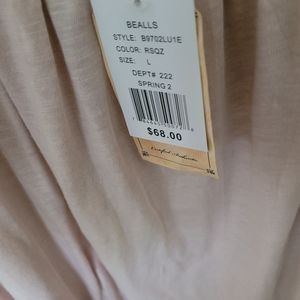 BEALLS
STYLE: B9702LU1E
COLOR: RSQZ
SIZE: L
DEPT# 222
SPRING 2
$68.00